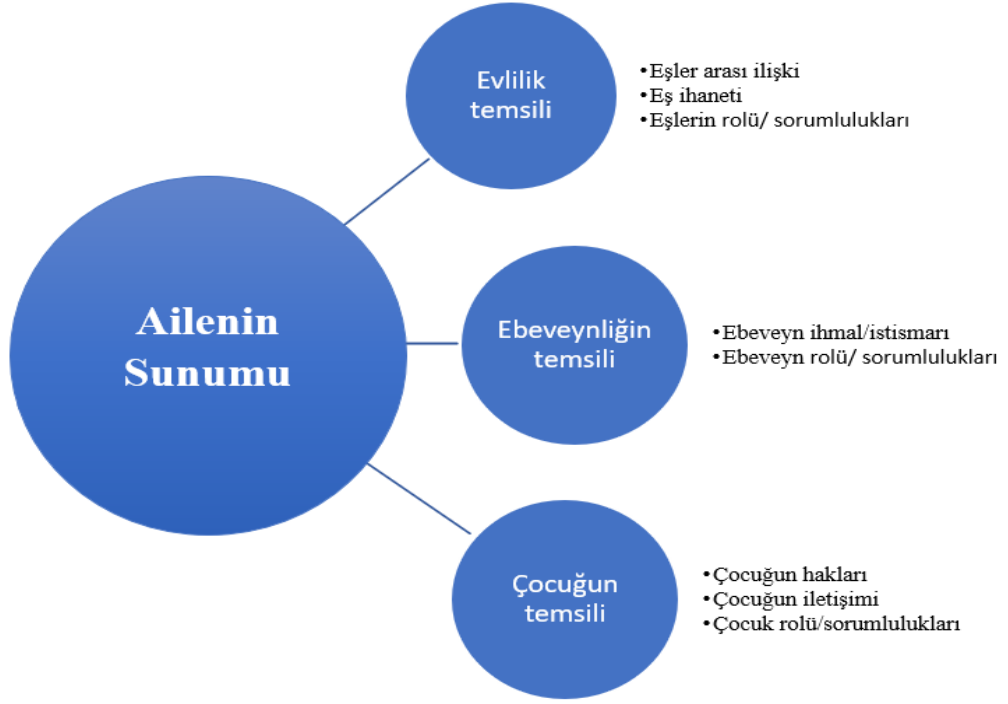 Evlilik
temsili
•Eşler arası ilişki
•Eş ihaneti
•Eşlerin rolü/ sorumlulukları
Ailenin
Sunumu
Ebeveynliğin
temsili
•Ebeveyn ihmal/istismarı
•Ebeveyn rolü/ sorumlulukları
Çocuğun
temsili
•Çocuğun hakları
•Çocuğun iletişimi
•Çocuk rolü/sorumlulukları